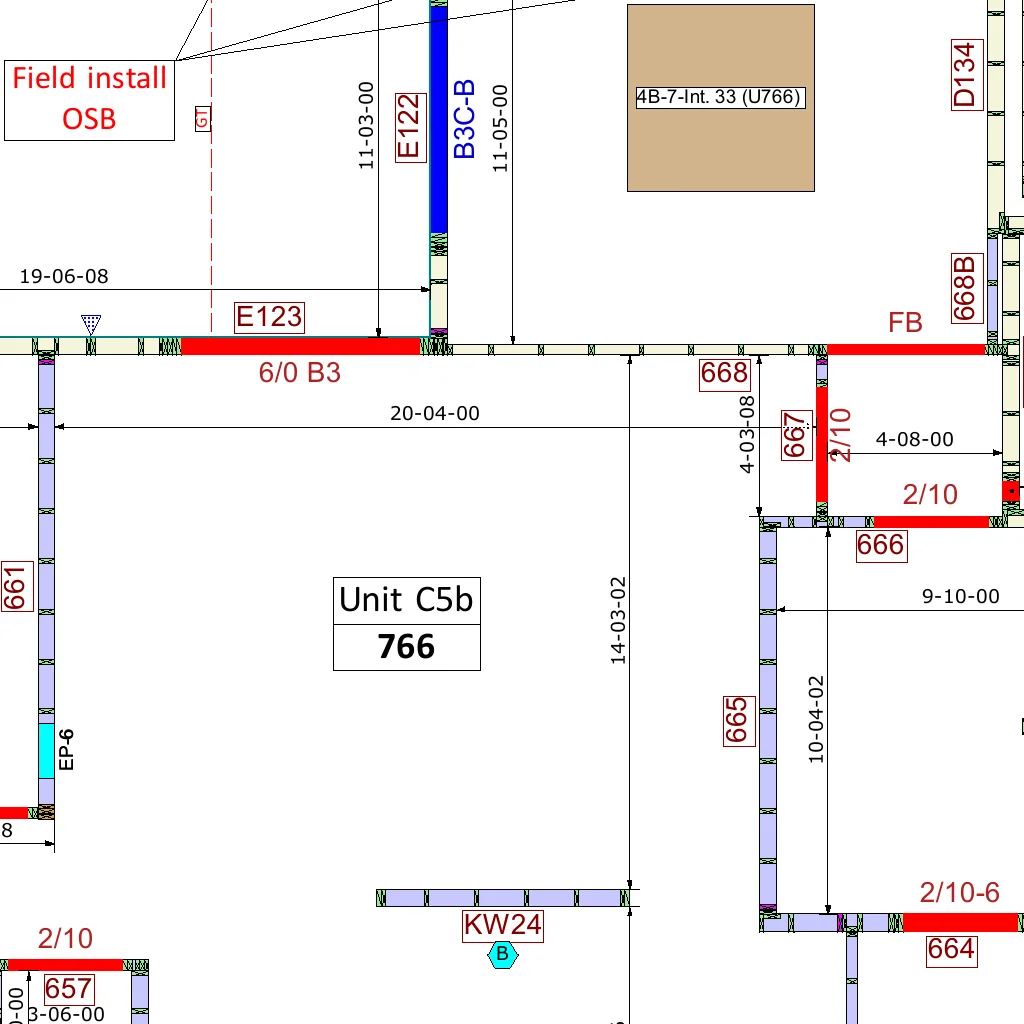 Field install
OSB
GT
11-03-00
E122
B3C-B
11-05-00
4B-7-Int. 33 (U766)
D134
19-06-08
E123
6/0 B3
668B
FB
668
20-04-00
4-03-08
667
2/10
4-08-00
2/10
666
661
Unit C5b
766
14-03-02
9-10-00
665
10-04-02
EP-6
8
2/10-6
KW24
B
664
2/10
657
3-06-00